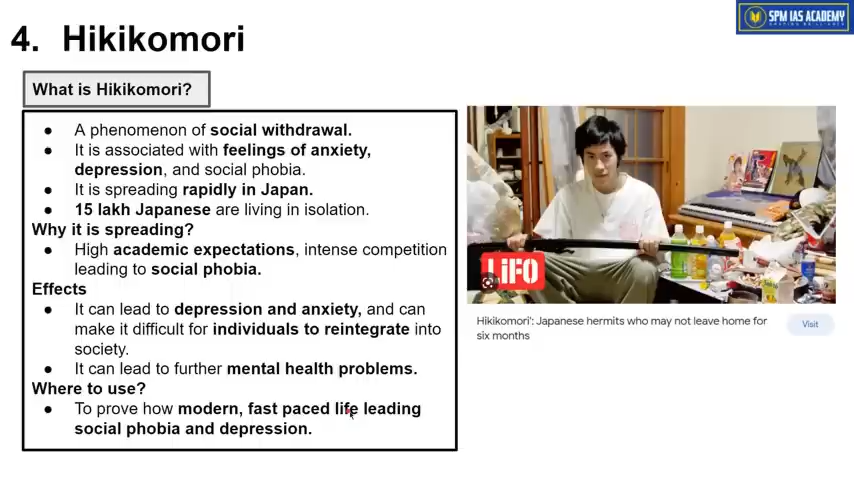 4. Hikikomori
SPM IAS ACADEMY
What is Hikikomori?
● A phenomenon of social withdrawal.
● It is associated with feelings of anxiety,
depression, and social phobia.
● It is spreading rapidly in Japan.
● 15 lakh Japanese are living in isolation.
Why it is spreading?
● High academic expectations, intense competition
leading to social phobia.
Effects
● It can lead to depression and anxiety, and can
make it difficult for individuals to reintegrate into
society.
● It can lead to further mental health problems.
Where to use?
● To prove how modern, fast paced life leading
social phobia and depression.
LiFO
Hikikomori': Japanese hermits who may not leave home for
six months
Visit